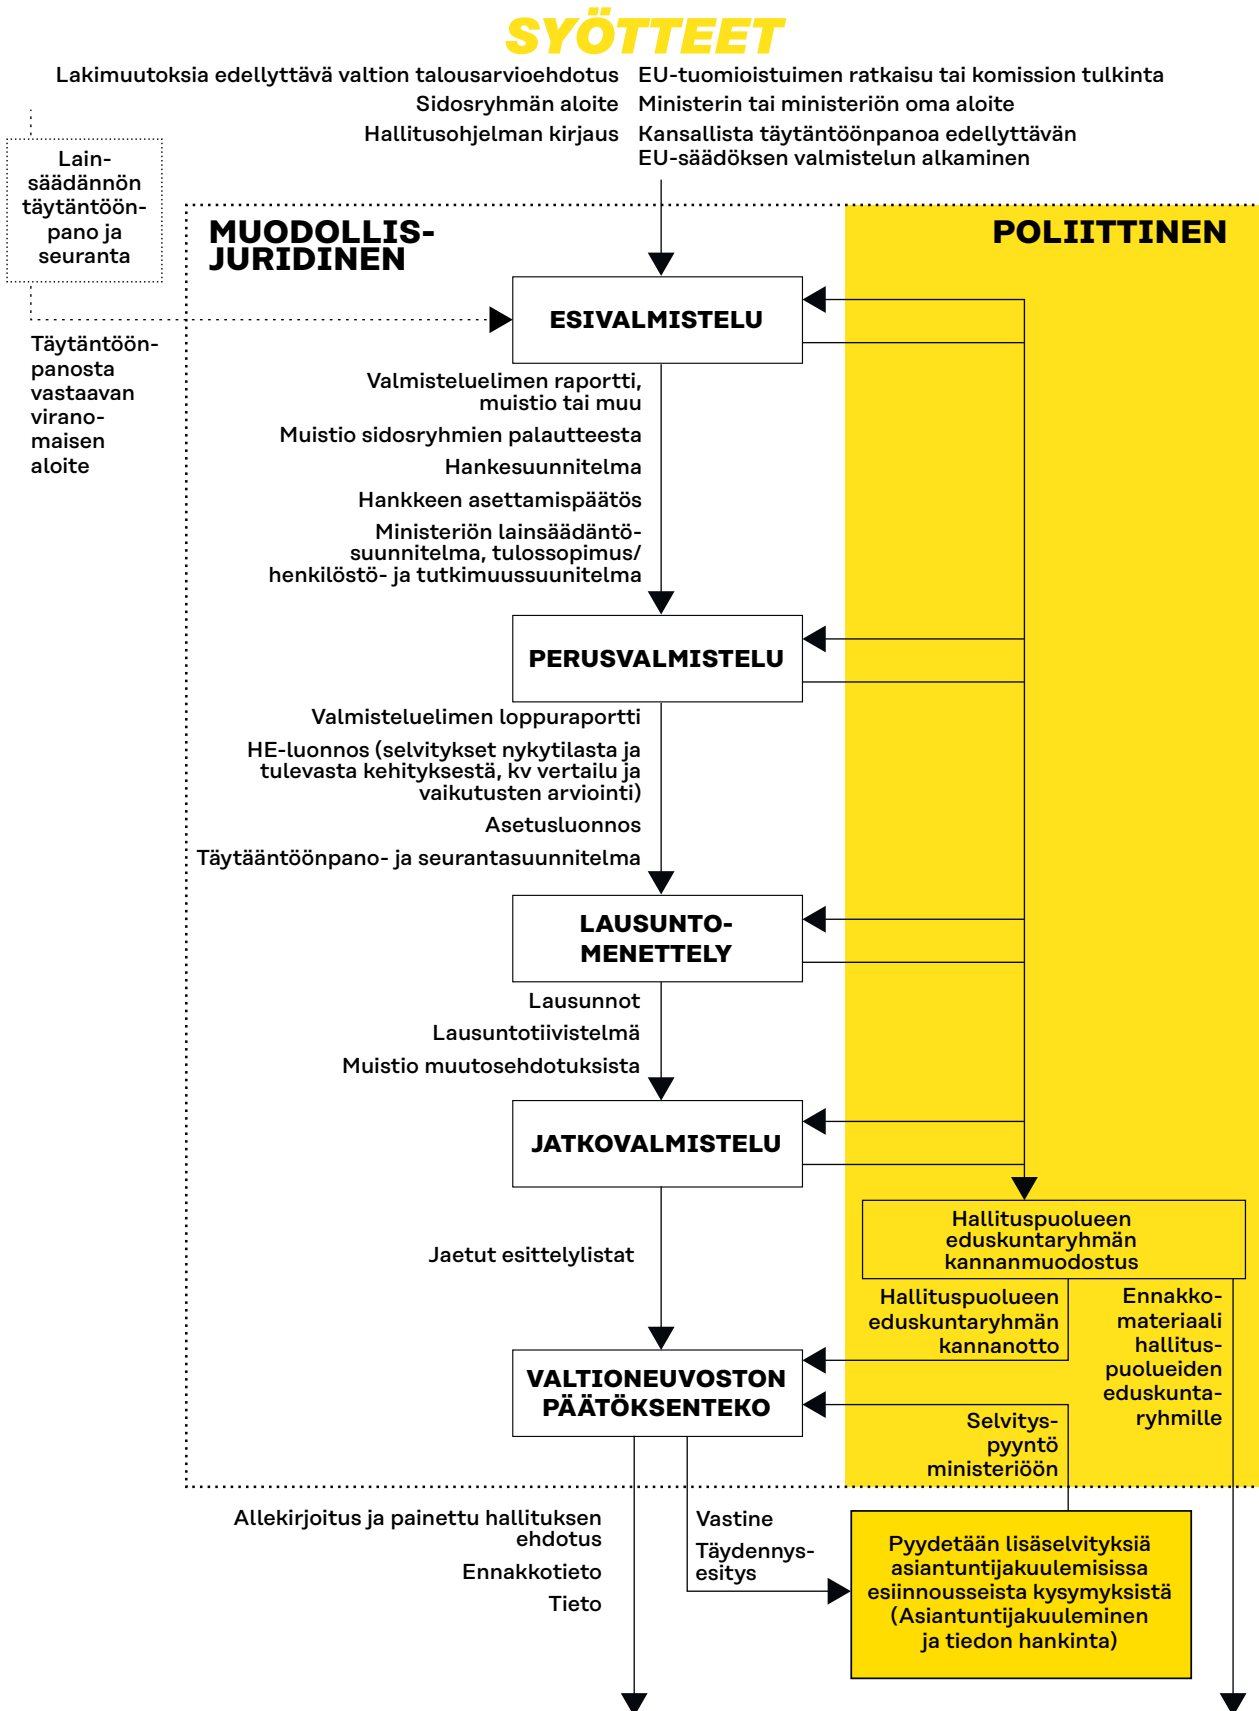 SYÖTTEET
Lakimuutoksia edellyttävä valtion talousarvioehdotus
Sidosryhmän aloite
Hallitusohjelman kirjaus
EU-tuomioistuimen ratkaisu tai komission tulkinta
Ministerin tai ministeriön oma aloite
Kansallista täytäntöönpanoa edellyttävän
EU-säädöksen valmistelun alkaminen
Lain-
säädännön
täytäntöön-
pano ja
seuranta
Täytäntöön-
panosta
vastaavan
virano-
maisen
aloite
MUODOLLIS-
JURIDINEN
POLIITTINEN
ESIVALMISTELU
Valmisteluelimen raportti,
muistio tai muu
Muistio sidosryhmien palautteesta
Hankesuunnitelma
Hankkeen asettamispäätös
Ministeriön lainsäädäntö-
suunnitelma, tulossopimus/
henkilöstö- ja tutkimuussuunitelma
PERUSVALMISTELU
Valmisteluelimen loppuraportti
HE-luonnos (selvitykset nykytilasta ja
tulevasta kehityksestä, kv vertailu ja
vaikutusten arviointi)
Asetusluonnos
Täytääntöönpano- ja seurantasuunnitelma
LAUSUNTO-
MENETTELY
Lausunnot
Lausuntotiivistelmä
Muistio muutosehdotuksista
JATKOVALMISTELU
Jaetut esittelylistat
Hallituspuolueen
eduskuntaryhmän
kannanmuodostus
Hallituspuolueen
eduskuntaryhmän
kannanotto
Ennakko-
materiaali
hallitus-
puolueiden
eduskunta-
ryhmille
VALTIONEUVOSTON
PÄÄTÖKSENTEKO
Selvitys-
pyyntö
ministeriöön
Allekirjoitus ja painettu hallituksen
ehdotus
Ennakkotieto
Tieto
Vastine
Täydennys-
esitys
Pyydetään lisäselvityksiä
asiantuntijakuulemisissa
esiinnousseista kysymyksistä
(Asiantuntijakuuleminen
ja tiedon hankinta)